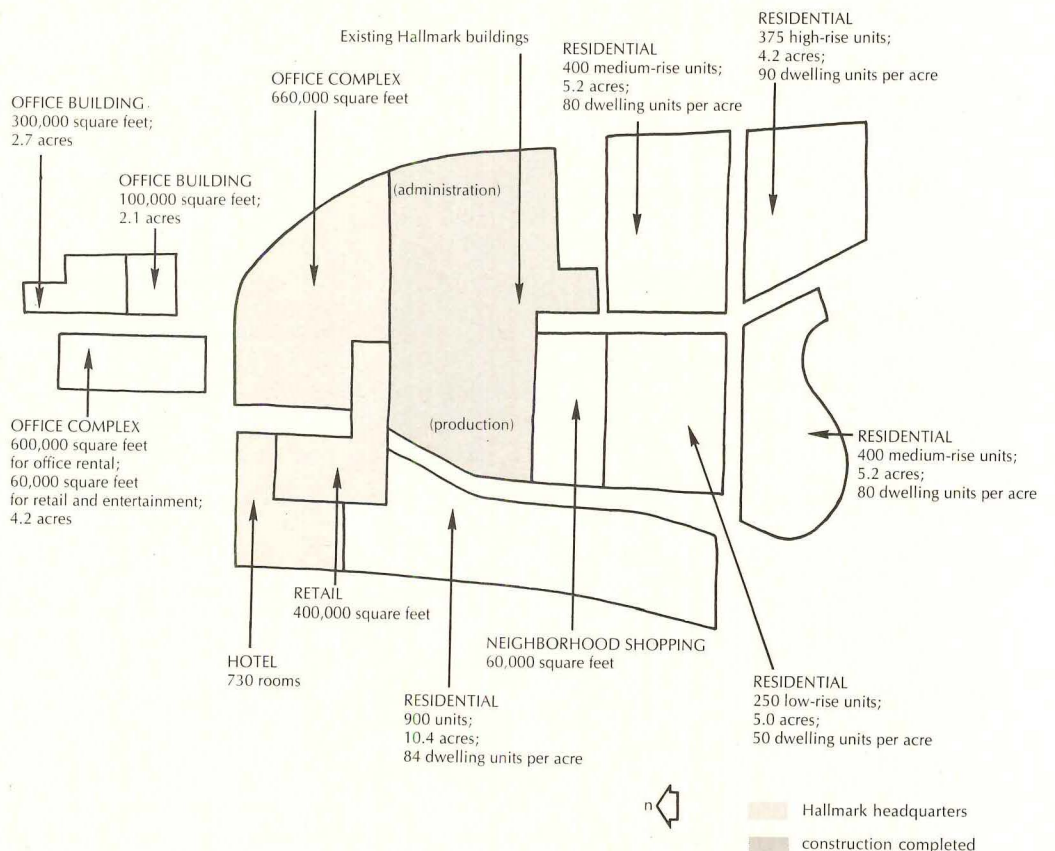 RESIDENTIAL
375 high-rise units;
4.2 acres;
90 dwelling units per acre
Existing Hallmark buildings
RESIDENTIAL
400 medium-rise units;
5.2 acres;
80 dwelling units per acre
OFFICE COMPLEX
660,000 square feet
OFFICE BUILDING
300,000 square feet;
2.7 acres
OFFICE BUILDING
100,000 square feet;
2.1 acres
(administration)
(production)
OFFICE COMPLEX
600,000 square feet
for office rental;
60,000 square feet
for retail and entertainment;
4.2 acres
RESIDENTIAL
400 medium-rise units;
5.2 acres;
80 dwelling units per acre
RETAIL
400,000 square feet
HOTEL
730 rooms
NEIGHBORHOOD SHOPPING
60,000 square feet
RESIDENTIAL
900 units;
10.4 acres;
84 dwelling units per acre
RESIDENTIAL
250 low-rise units;
5.0 acres;
50 dwelling units per acre
n
Hallmark headquarters
construction completed